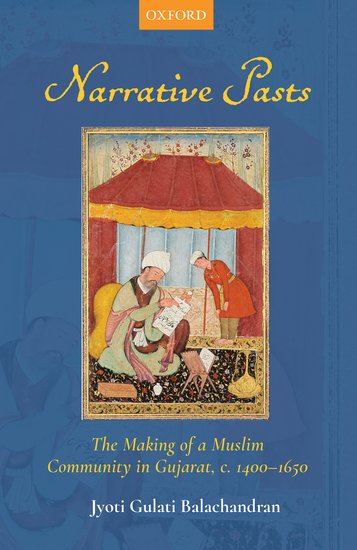 OXFORD
Narrative Pasts
The Making of a Muslim
Community in Gujarat, c. 1400–1650
Jyoti Gulati Balachandran